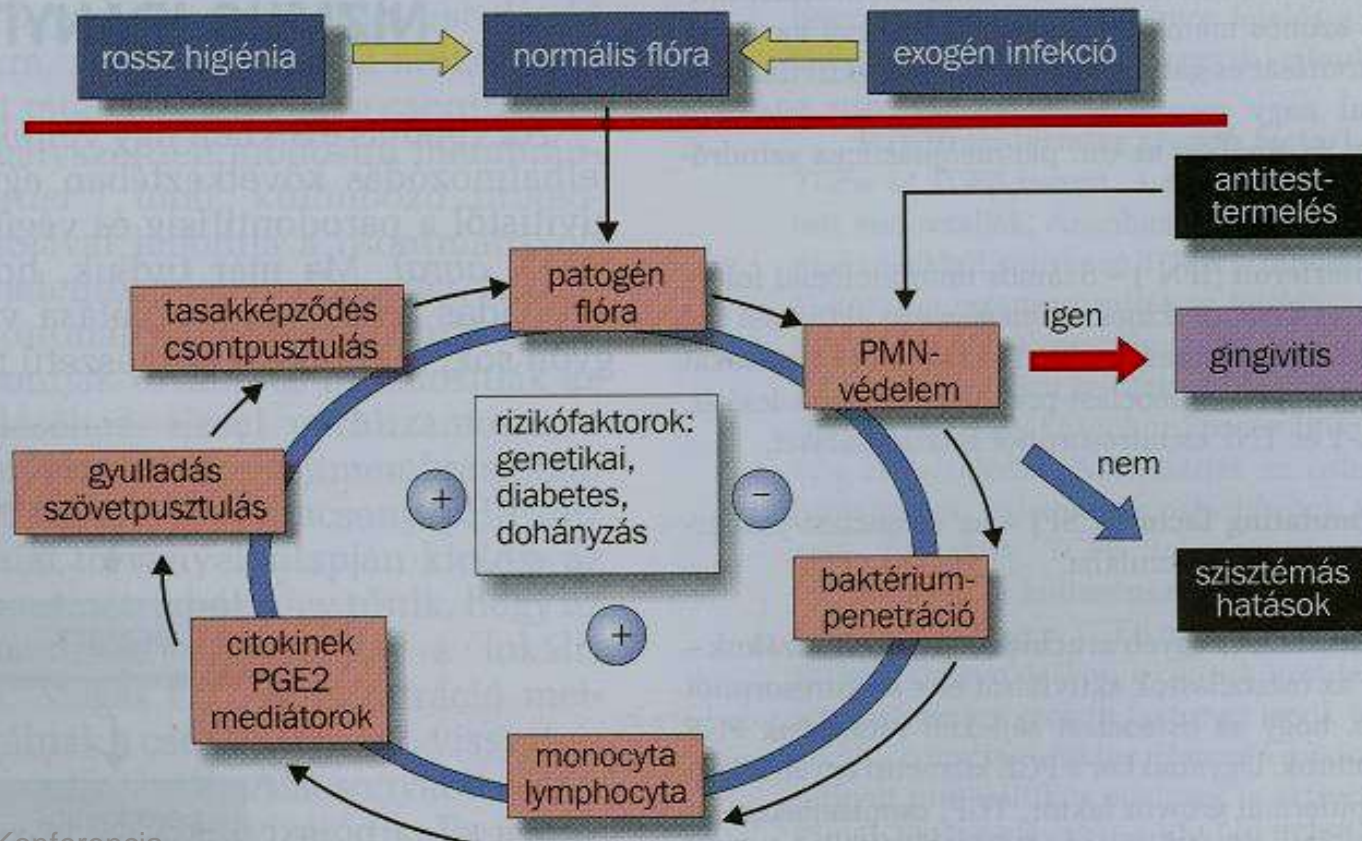 rossz higiénia
normális flóra
exogén infekció
antitest-
termelés
patogén
flóra
tasakképződés
csontpusztulás
PMN-
védelem
igen
gingivitis
nem
rizikófaktorok:
genetikai,
diabetes,
dohányzás
+
−
+
gyulladás
szövetpusztulás
baktérium-
penetráció
szisztémás
hatások
citokinek
PGE2
mediátorok
monocyta
lymphocyta
Konferencia